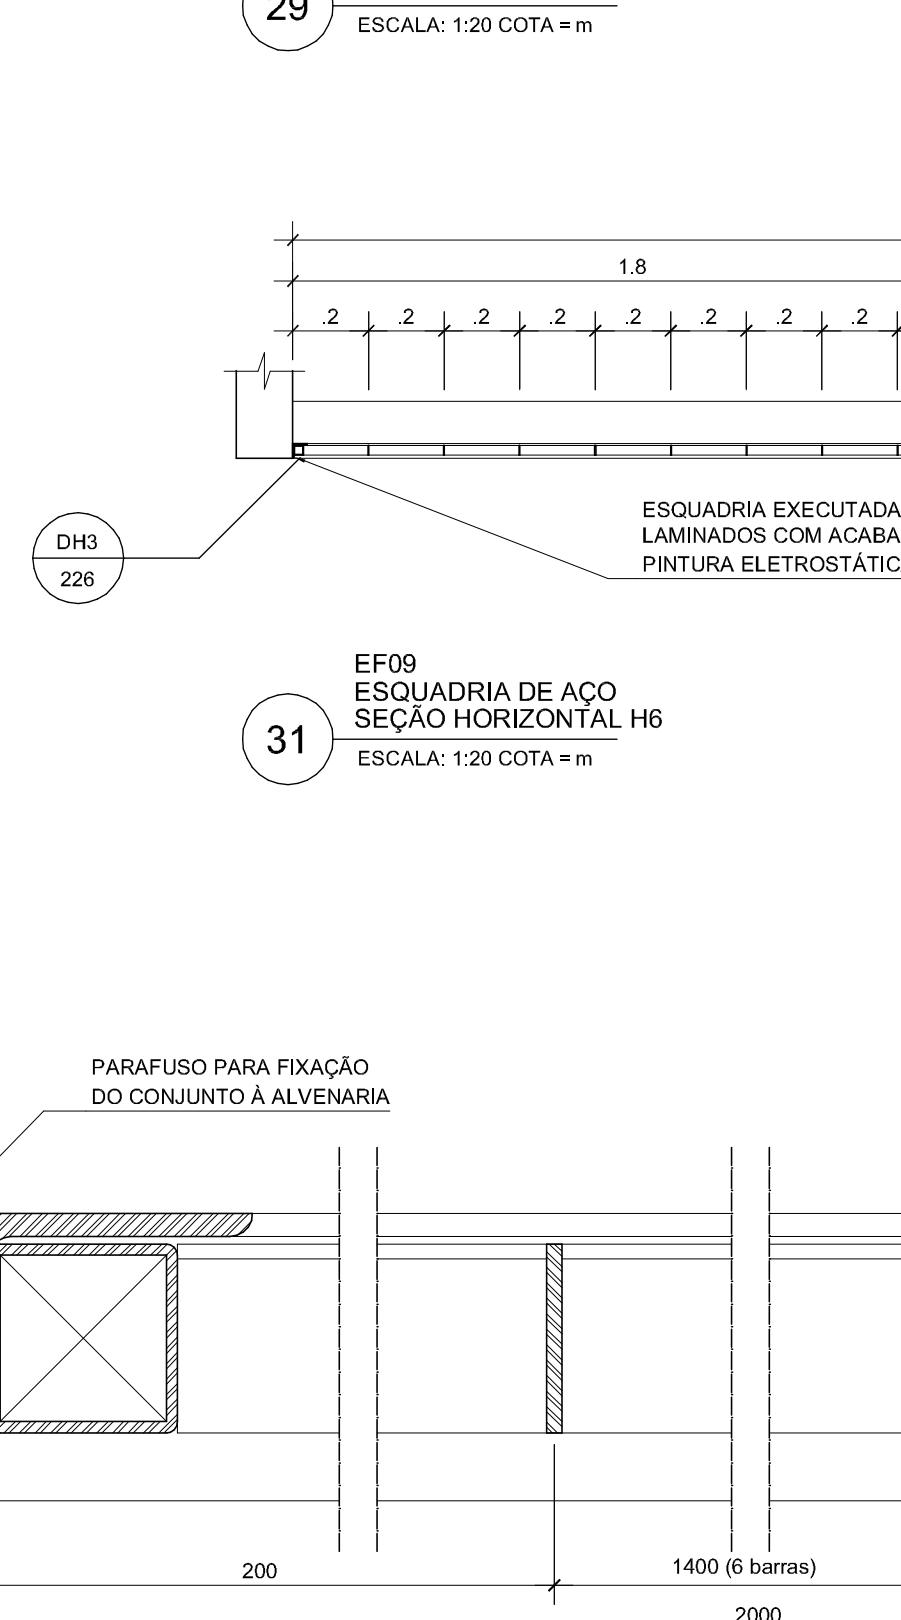 29
ESCALA: 1:20 COTA = m
1.8
.2 .2 .2 .2 .2 .2 .2 .2
ESQUADRIA EXECUTADA
LAMINADOS COM ACABA
PINTURA ELETROSTÁTIC
DH3
226
EF09
ESQUADRIA DE AÇO
SEÇÃO HORIZONTAL H6
31
ESCALA: 1:20 COTA = m
PARAFUSO PARA FIXAÇÃO
DO CONJUNTO À ALVENARIA
200
1400 (6 barras)
2000